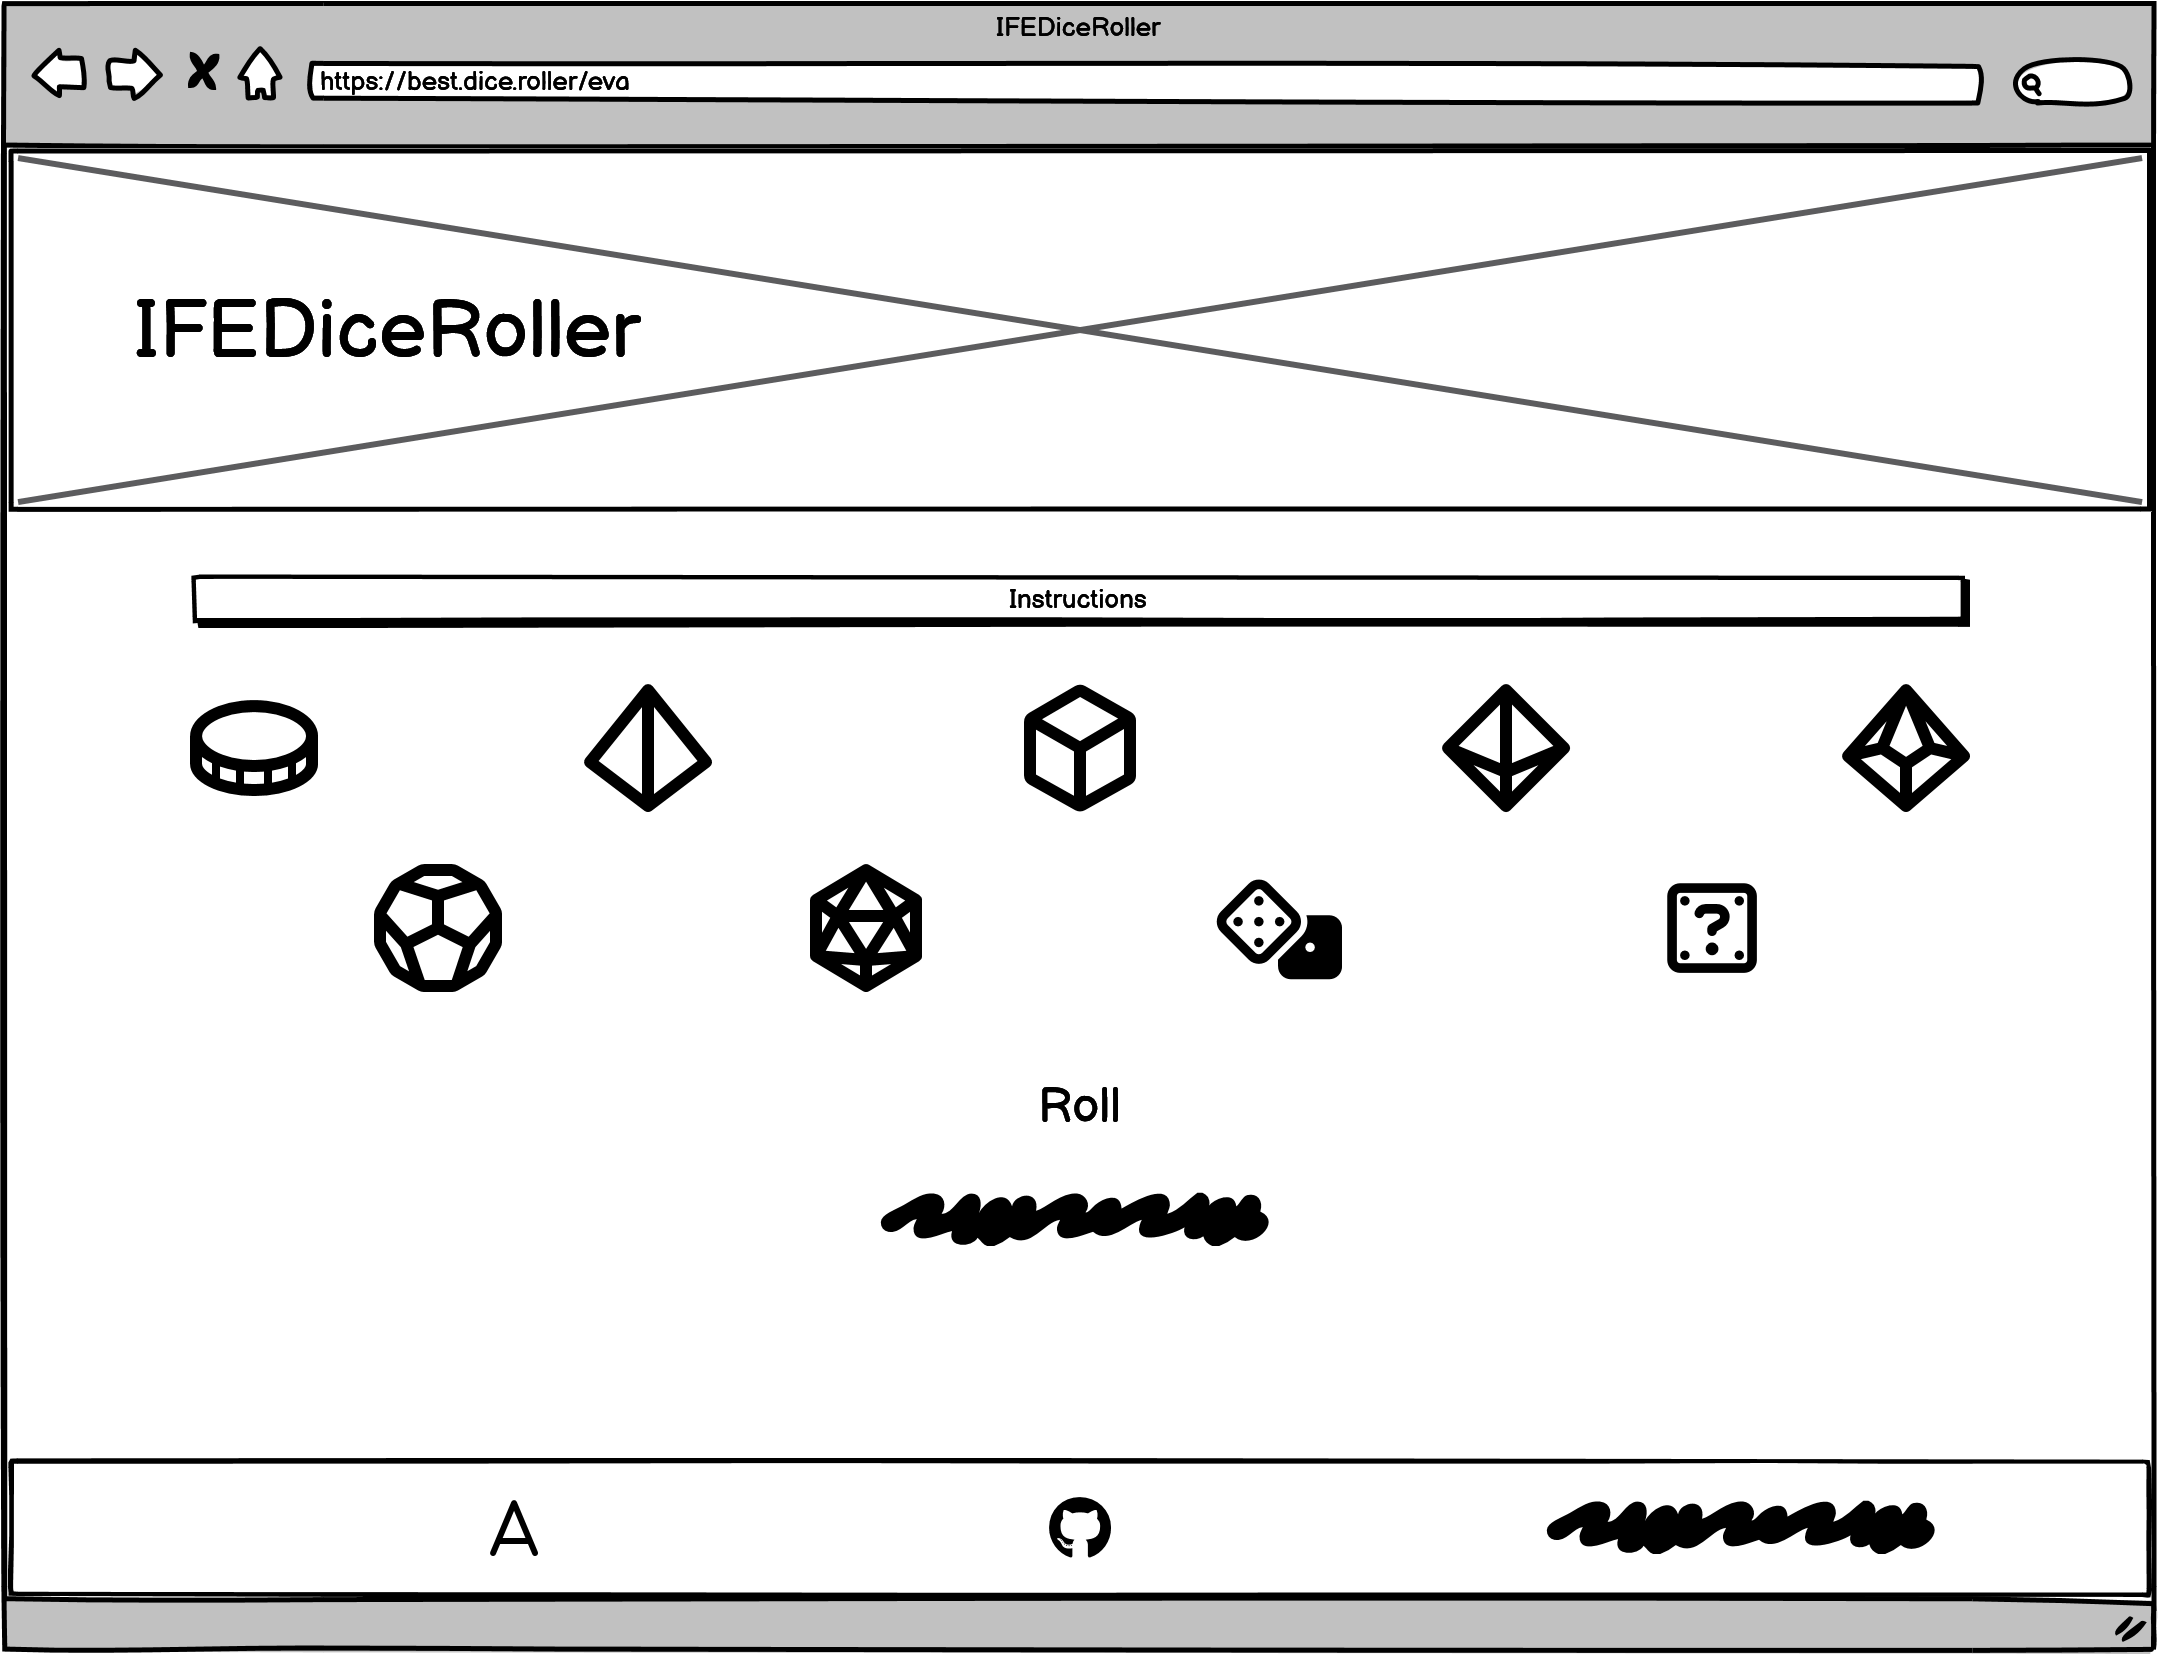 IFEDiceRoller
https://best.dice.roller/eva
IFEDiceRoller
Instructions
?
Roll
A